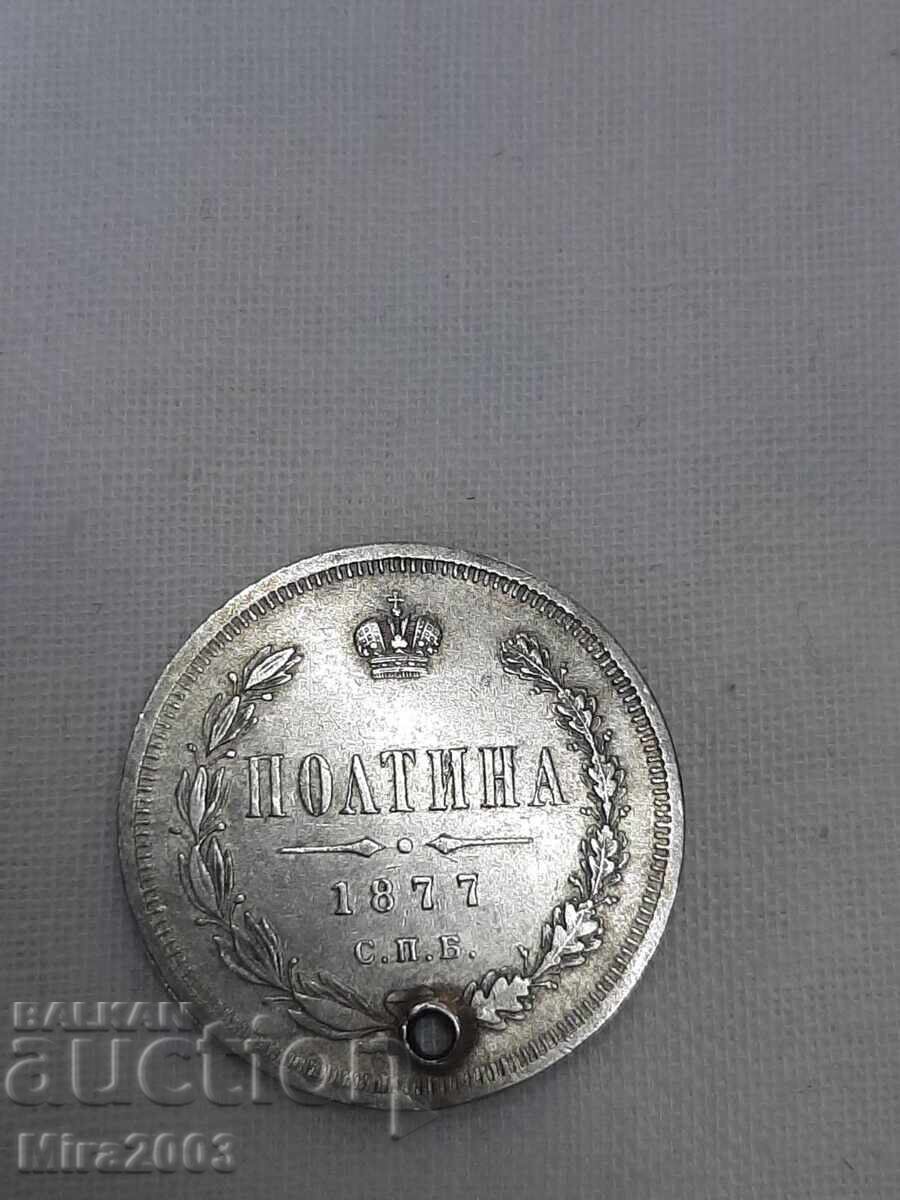 ПОЛТИНА
1877
С.П.Б.
BALKAN
auction
Mira2003